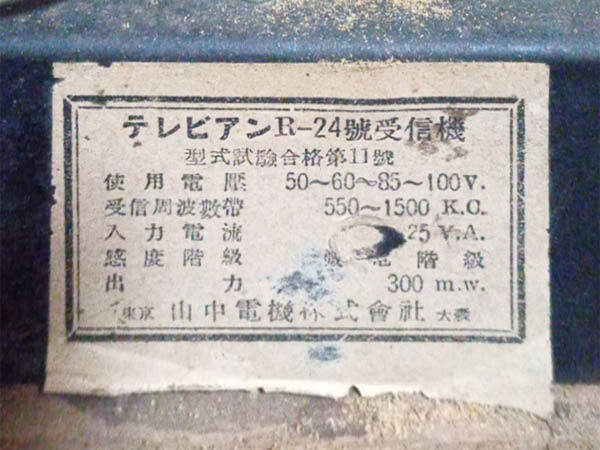 テレビアンR-24號受信機
型式試驗合格第11號
使用電壓 50~60~85~100V.
受信周波數帶 550~1500 K.C.
入力電流 25 V.A.
感度階級 電階級
出力 300 m.w.
東京 山中電機株式會社 大森